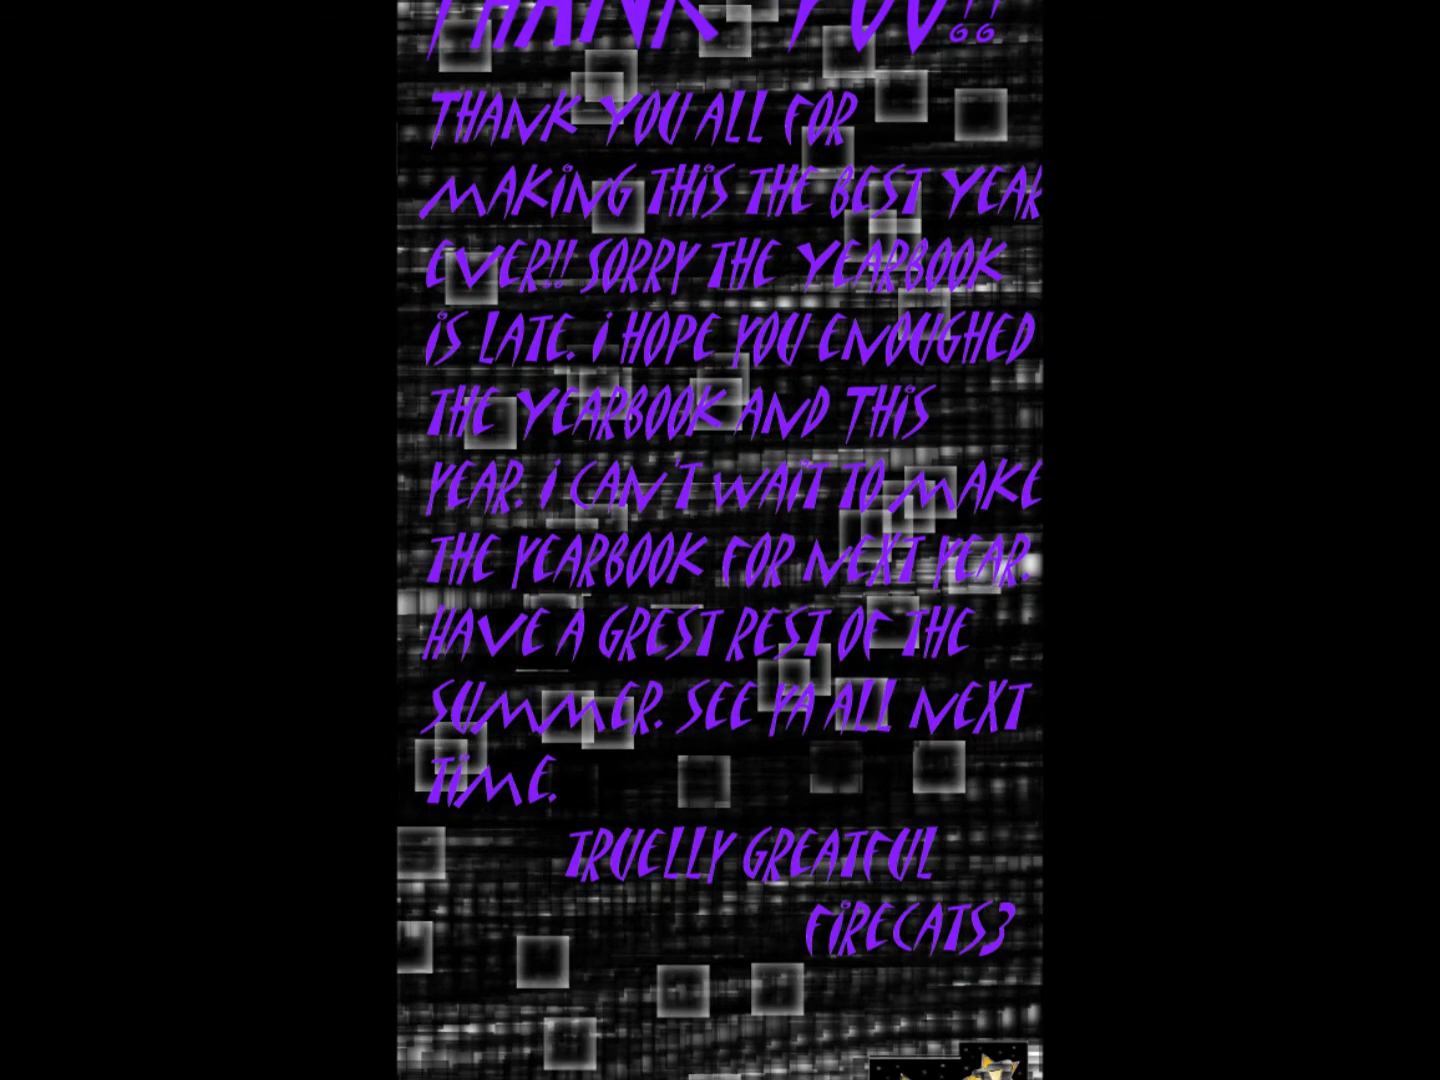 THANK YOU!!
THANK YOU ALL FOR
MAKING THIS THE BEST YEAR
EVER!! SORRY THE YEARBOOK
IS LATE. I HOPE YOU ENOUGHED
THE YEARBOOK AND THIS
YEAR. I CAN'T WAIT TO MAKE
THE YEARBOOK FOR NEXT YEAR.
HAVE A GREST REST OF THE
SUMMER. SEE YA ALL NEXT
TIME.
TRUELLY GREATFUL
FIRECATS3